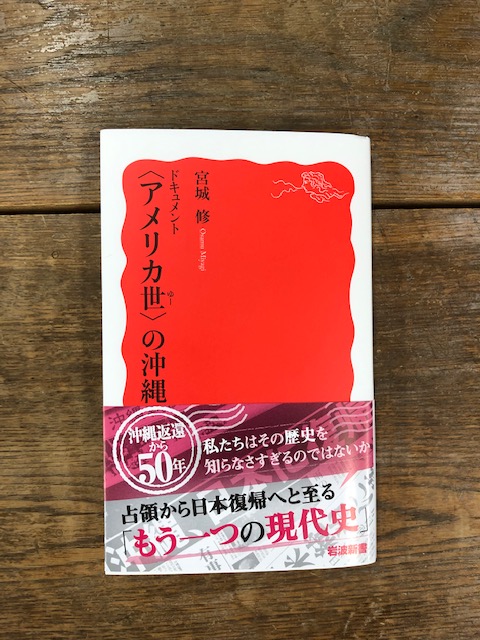 宮城 修
Osamu Miyagi
ドキュメント
〈アメリカ世〉の沖縄
ゆー
沖縄返還
から
50年
私たちはその歴史を
知らなさすぎるのではないか
占領から日本復帰へと至る
「もう一つの現代史」
岩波新書